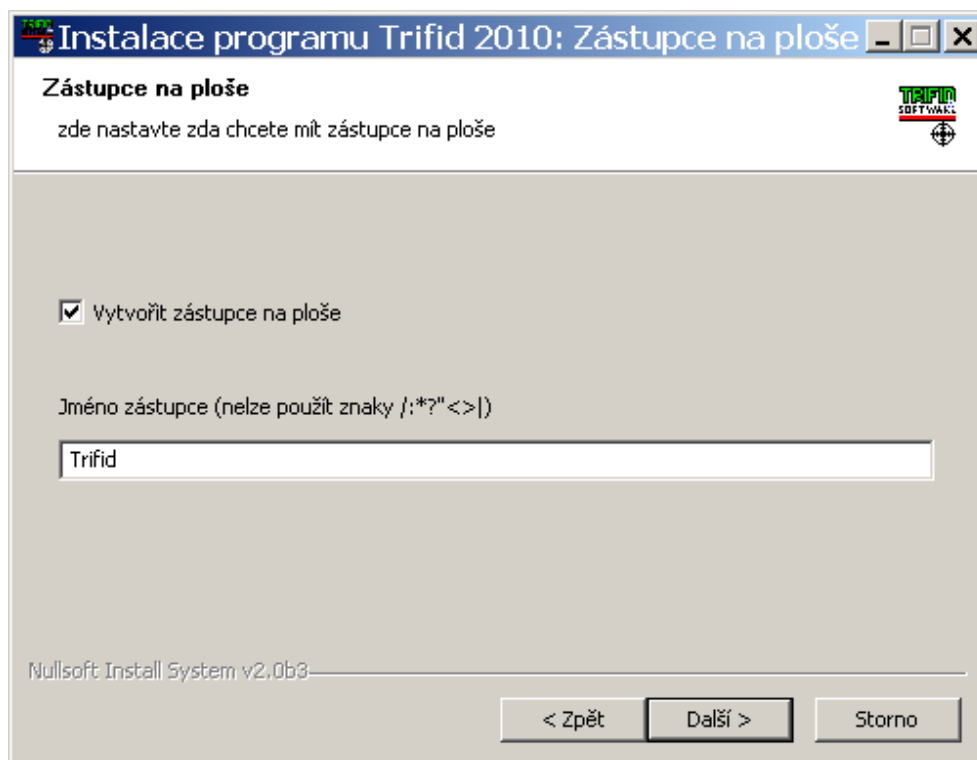 Instalace programu Trifid 2010: Zástupce na ploše
Zástupce na ploše
zde nastavte zda chcete mít zástupce na ploše
TRIFID
SOFTWARE
Vytvořit zástupce na ploše
Jméno zástupce (nelze použít znaky /:*?"<>|)
Trifid
Nullsoft Install System v2.0b3
< Zpět
Další >
Storno